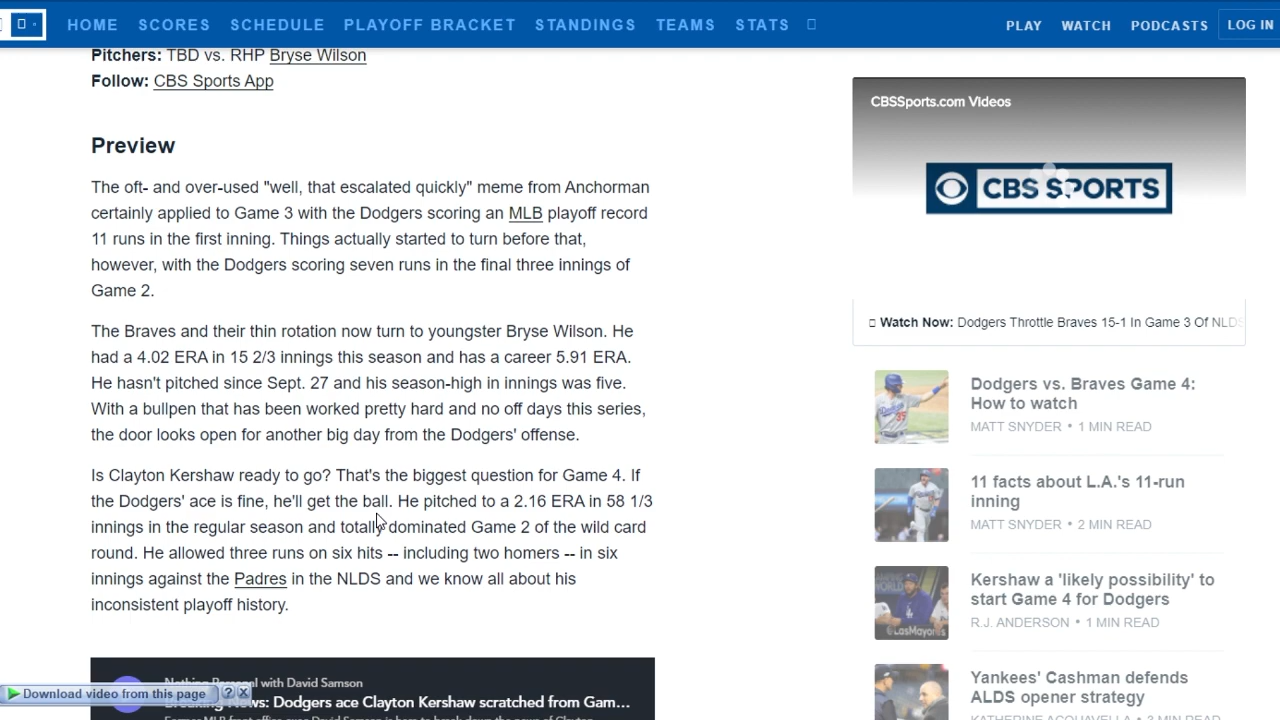 HOME SCORES SCHEDULE PLAYOFF BRACKET STANDINGS TEAMS STATS PLAY WATCH PODCASTS LOG IN
Pitchers: TBD vs. RHP Bryse Wilson
Follow: CBS Sports App
Preview
The oft- and over-used "well, that escalated quickly" meme from Anchorman
certainly applied to Game 3 with the Dodgers scoring an MLB playoff record
11 runs in the first inning. Things actually started to turn before that,
however, with the Dodgers scoring seven runs in the final three innings of
Game 2.
The Braves and their thin rotation now turn to youngster Bryse Wilson. He
had a 4.02 ERA in 15 2/3 innings this season and has a career 5.91 ERA.
He hasn't pitched since Sept. 27 and his season-high in innings was five.
With a bullpen that has been worked pretty hard and no off days this series,
the door looks open for another big day from the Dodgers' offense.
Is Clayton Kershaw ready to go? That's the biggest question for Game 4. If
the Dodgers' ace is fine, he'll get the ball. He pitched to a 2.16 ERA in 58 1/3
innings in the regular season and totally dominated Game 2 of the wild card
round. He allowed three runs on six hits -- including two homers -- in six
innings against the Padres in the NLDS and we know all about his
inconsistent playoff history.
Nothing Personal with David Samson
Breaking News: Dodgers ace Clayton Kershaw scratched from Gam...
Download video from this page ? X
CBSSports.com Videos
CBS SPORTS
Watch Now: Dodgers Throttle Braves 15-1 In Game 3 Of NLDS
Dodgers vs. Braves Game 4:
How to watch
MATT SNYDER • 1 MIN READ
11 facts about L.A.'s 11-run
inning
MATT SNYDER • 2 MIN READ
Kershaw a 'likely possibility' to
start Game 4 for Dodgers
R.J. ANDERSON • 1 MIN READ
#LosMayores
Yankees' Cashman defends
ALDS opener strategy
KATHERINE ACQUAVELLA • 3 MIN READ